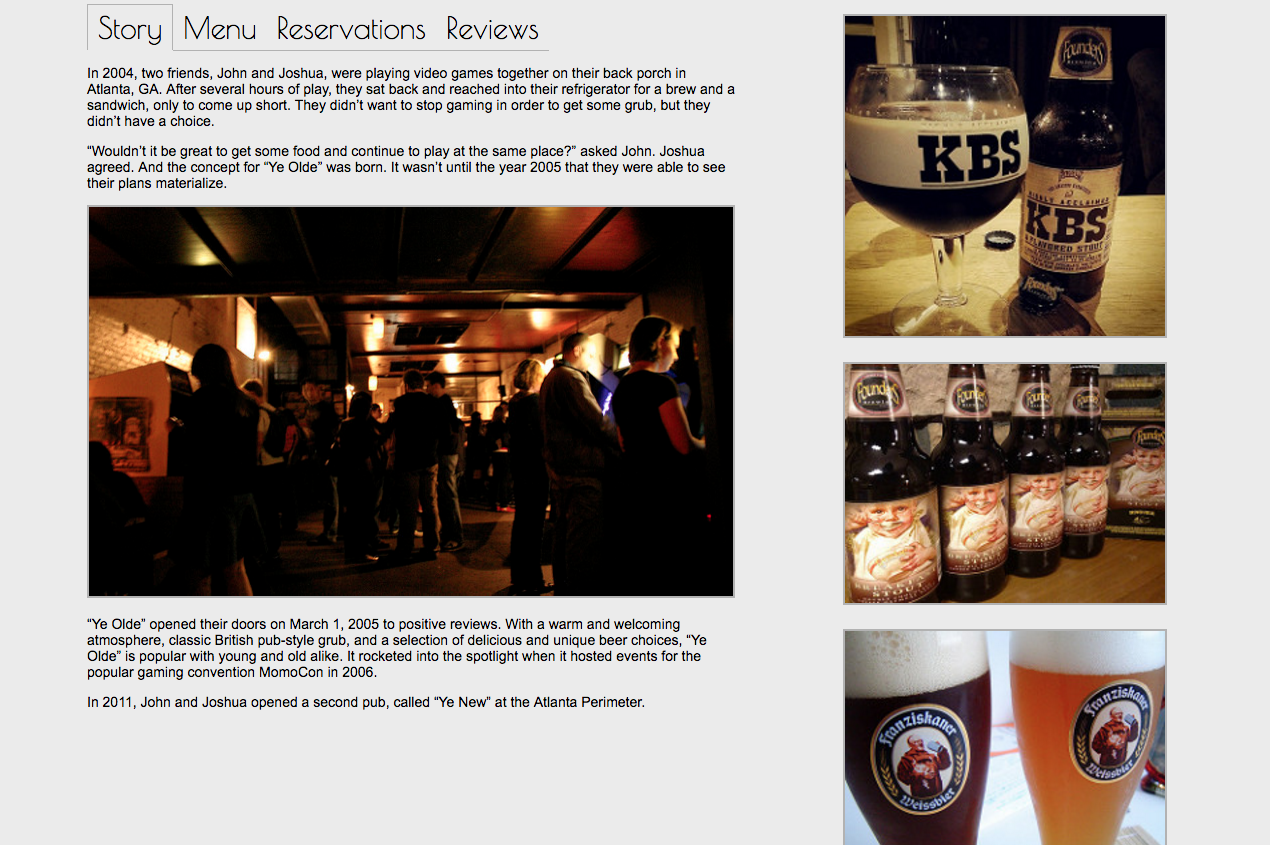 Story Menu Reservations Reviews
In 2004, two friends, John and Joshua, were playing video games together on their back porch in
Atlanta, GA. After several hours of play, they sat back and reached into their refrigerator for a brew and a
sandwich, only to come up short. They didn’t want to stop gaming in order to get some grub, but they
didn’t have a choice.
“Wouldn’t it be great to get some food and continue to play at the same place?” asked John. Joshua
agreed. And the concept for “Ye Olde” was born. It wasn’t until the year 2005 that they were able to see
their plans materialize.
“Ye Olde” opened their doors on March 1, 2005 to positive reviews. With a warm and welcoming
atmosphere, classic British pub-style grub, and a selection of delicious and unique beer choices, “Ye
Olde” is popular with young and old alike. It rocketed into the spotlight when it hosted events for the
popular gaming convention MomoCon in 2006.
In 2011, John and Joshua opened a second pub, called “Ye New” at the Atlanta Perimeter.
Founders
KBS
HIGHLY ACCLAIMED
KBS
FLAVORED STOUT
Founders
Founders
Founders
Founders
Founders
Founders
STOUT
Franziskaner
Weissbier
Franziskaner
Weissbier